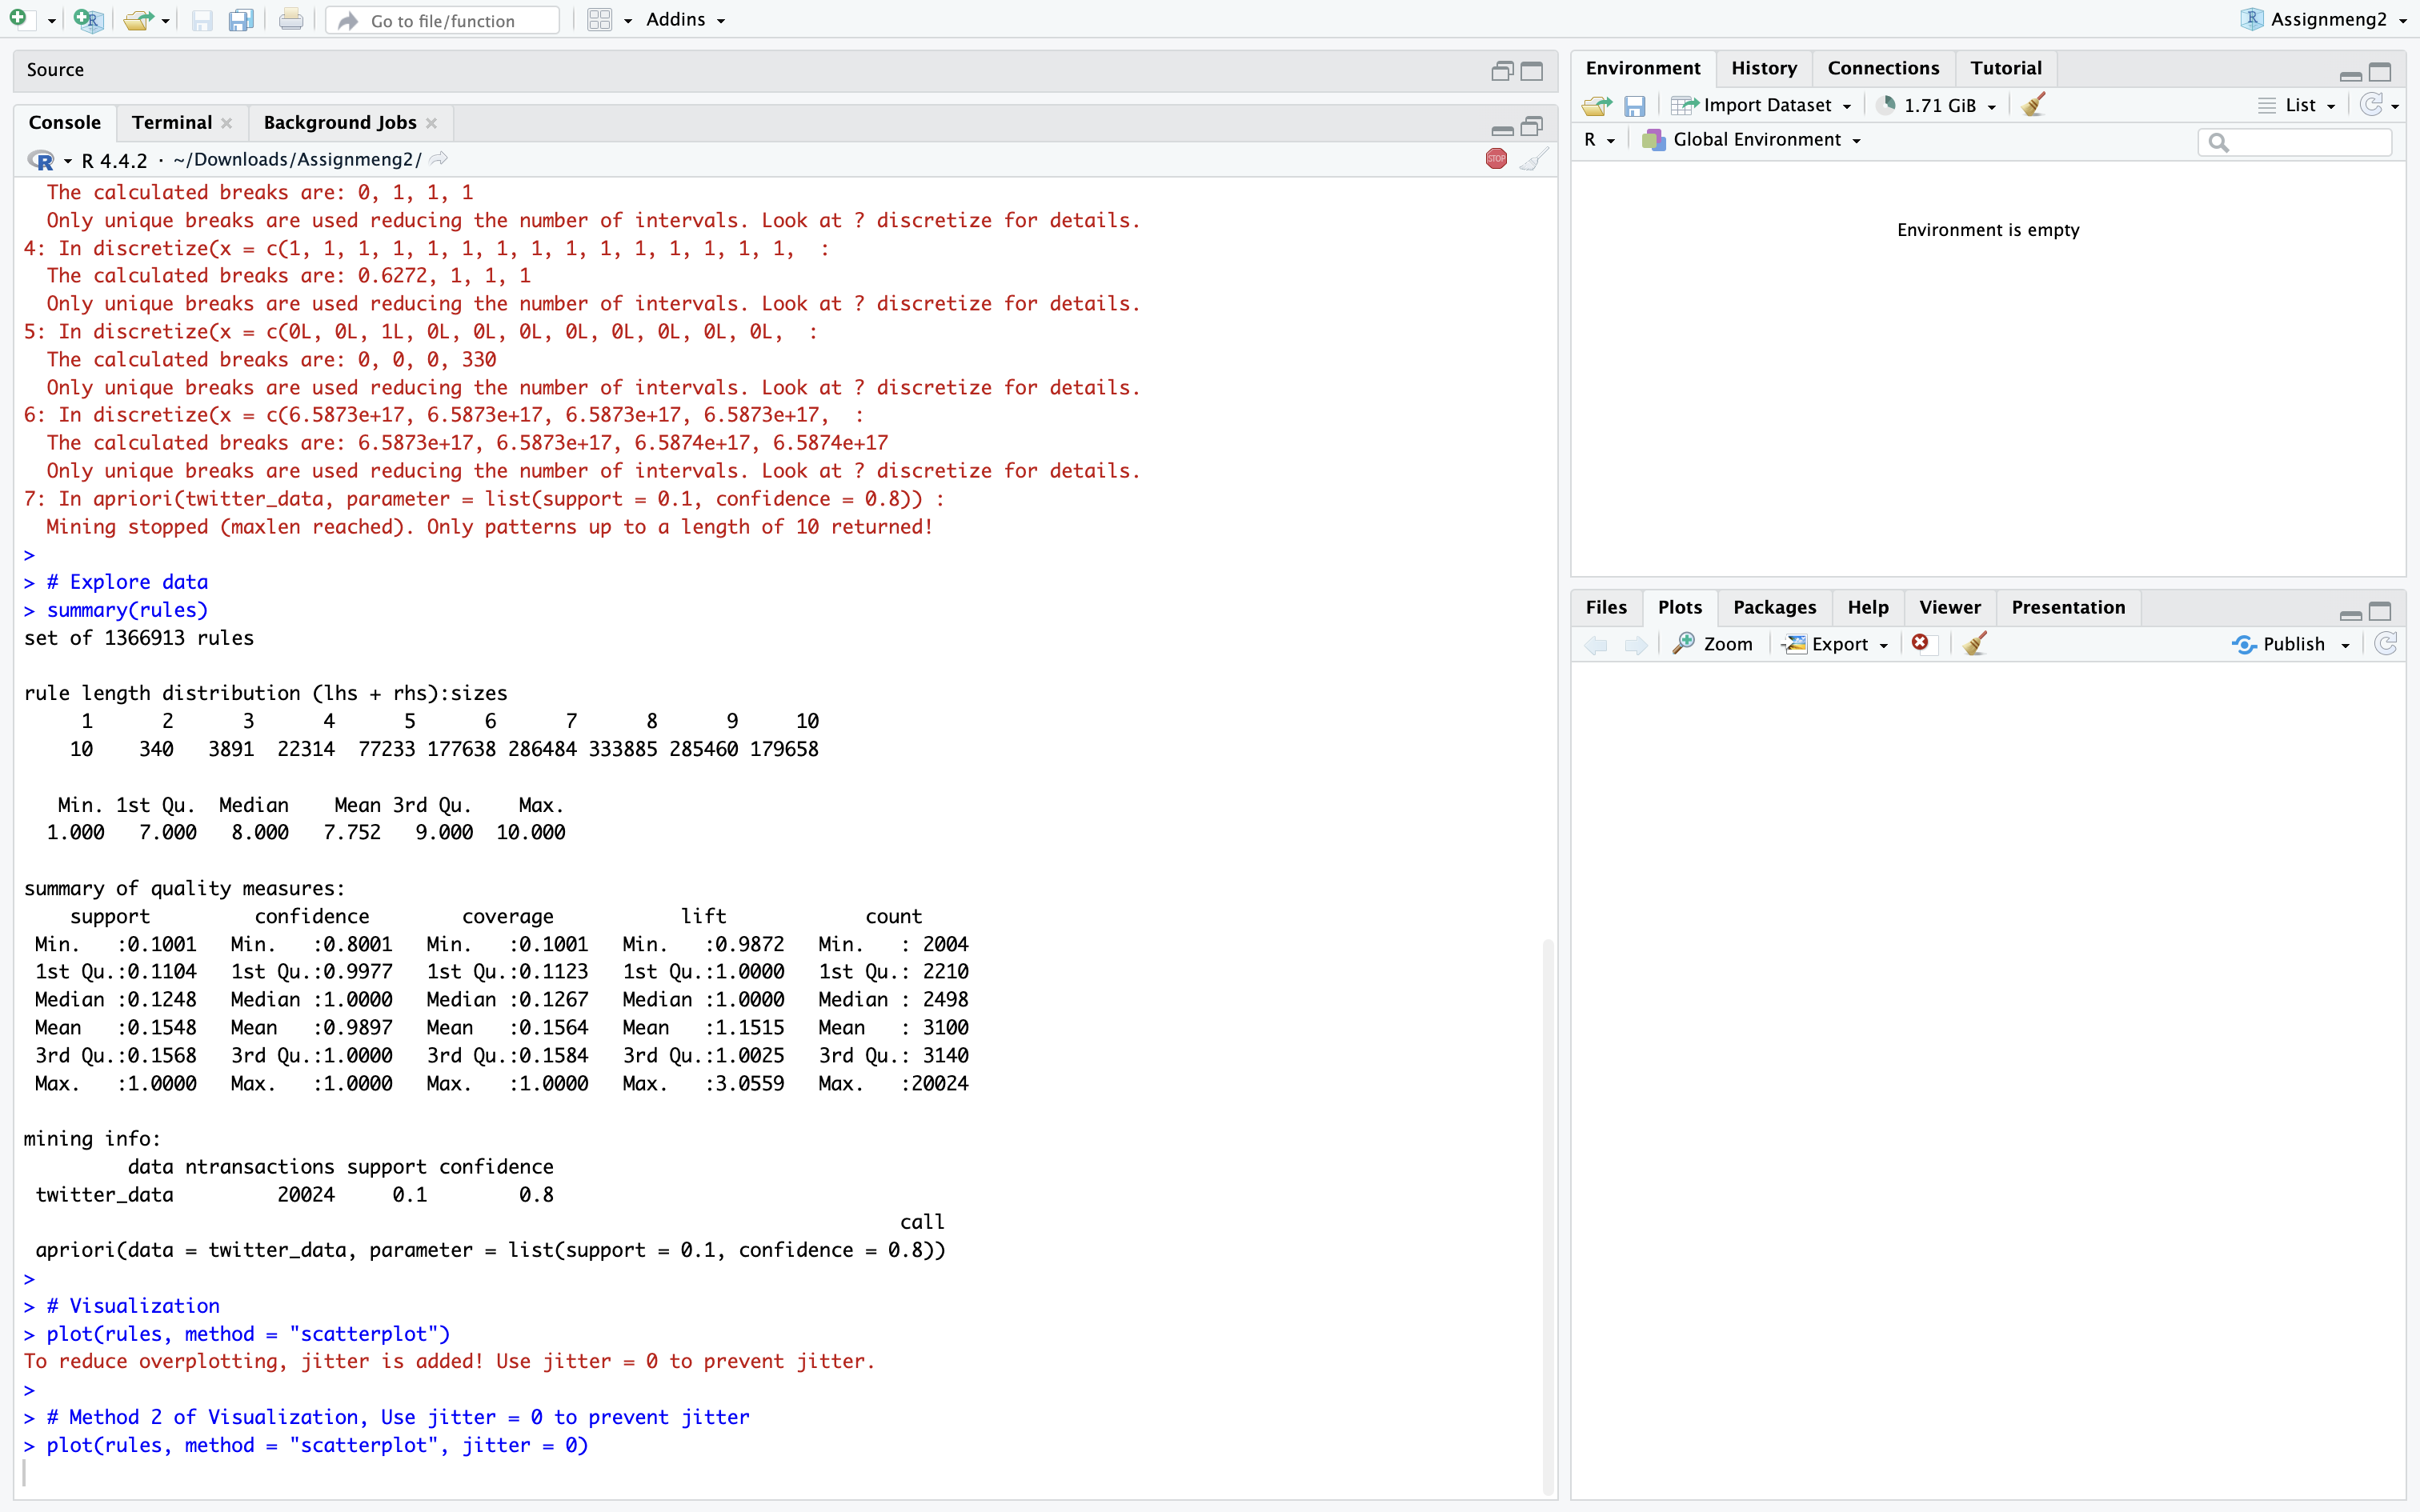 Go to file/function
Addins
Assignmeng2
Source
Console Terminal Background Jobs
R 4.4.2 · ~/Downloads/Assignmeng2/
STOP
The calculated breaks are: 0, 1, 1, 1
Only unique breaks are used reducing the number of intervals. Look at ? discretize for details.
4: In discretize(x = c(1, 1, 1, 1, 1, 1, 1, 1, 1, 1, 1, 1, 1, 1, 1,  :
The calculated breaks are: 0.6272, 1, 1, 1
Only unique breaks are used reducing the number of intervals. Look at ? discretize for details.
5: In discretize(x = c(0L, 0L, 1L, 0L, 0L, 0L, 0L, 0L, 0L, 0L, 0L,  :
The calculated breaks are: 0, 0, 0, 330
Only unique breaks are used reducing the number of intervals. Look at ? discretize for details.
6: In discretize(x = c(6.5873e+17, 6.5873e+17, 6.5873e+17, 6.5873e+17,  :
The calculated breaks are: 6.5873e+17, 6.5873e+17, 6.5874e+17, 6.5874e+17
Only unique breaks are used reducing the number of intervals. Look at ? discretize for details.
7: In apriori(twitter_data, parameter = list(support = 0.1, confidence = 0.8)) :
Mining stopped (maxlen reached). Only patterns up to a length of 10 returned!
>
> # Explore data
> summary(rules)
set of 1366913 rules
rule length distribution (lhs + rhs):sizes
1 2 3 4 5 6 7 8 9 10
10 340 3891 22314 77233 177638 286484 333885 285460 179658
Min. 1st Qu. Median Mean 3rd Qu. Max.
1.000 7.000 8.000 7.752 9.000 10.000
summary of quality measures:
support confidence coverage lift count
Min. :0.1001 Min. :0.8001 Min. :0.1001 Min. :0.9872 Min. : 2004
1st Qu.:0.1104 1st Qu.:0.9977 1st Qu.:0.1123 1st Qu.:1.0000 1st Qu.: 2210
Median :0.1248 Median :1.0000 Median :0.1267 Median :1.0000 Median : 2498
Mean :0.1548 Mean :0.9897 Mean :0.1564 Mean :1.1515 Mean : 3100
3rd Qu.:0.1568 3rd Qu.:1.0000 3rd Qu.:0.1584 3rd Qu.:1.0025 3rd Qu.: 3140
Max. :1.0000 Max. :1.0000 Max. :1.0000 Max. :3.0559 Max. :20024
mining info:
data ntransactions support confidence
twitter_data 20024 0.1 0.8
call
apriori(data = twitter_data, parameter = list(support = 0.1, confidence = 0.8))
>
> # Visualization
> plot(rules, method = "scatterplot")
To reduce overplotting, jitter is added! Use jitter = 0 to prevent jitter.
>
> # Method 2 of Visualization, Use jitter = 0 to prevent jitter
> plot(rules, method = "scatterplot", jitter = 0)
Environment History Connections Tutorial
Import Dataset 1.71 GiB List
R Global Environment
Environment is empty
Files Plots Packages Help Viewer Presentation
Zoom Export Publish